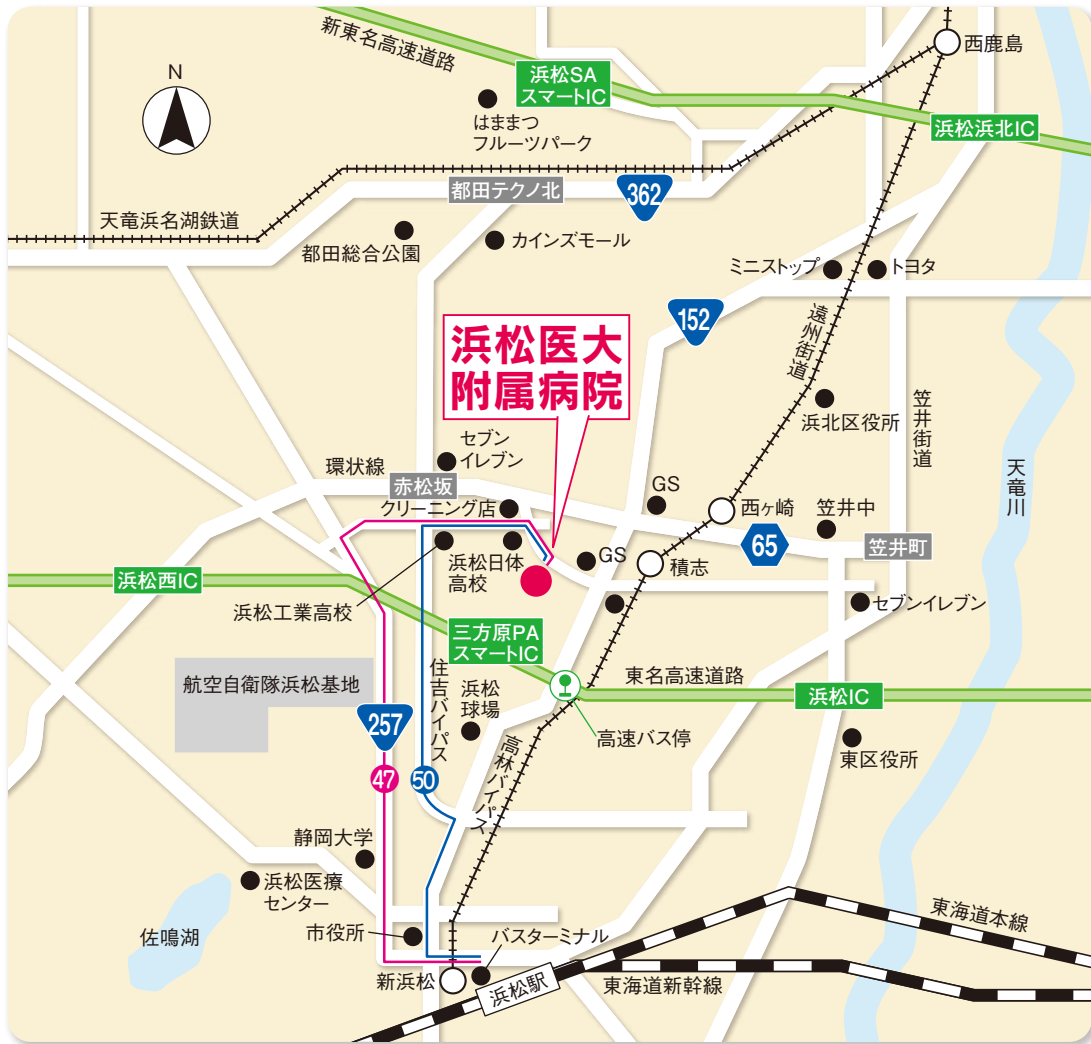 新東名高速道路
西鹿島
N
浜松SA
スマートIC
はままつ
フルーツパーク
浜松浜北IC
都田テクノ北
362
天竜浜名湖鉄道
都田総合公園
カインズモール
ミニストップ
トヨタ
152
遠州街道
浜松医大
附属病院
浜北区役所
笠井街道
天竜川
セブン
イレブン
環状線
赤松坂
クリーニング店
GS
西ヶ崎
笠井中
65
笠井町
浜松日体
高校
GS
積志
浜松西IC
浜松工業高校
セブンイレブン
三方原PA
スマートIC
東名高速道路
浜松IC
航空自衛隊浜松基地
住吉バイパス
浜松
球場
257
高速バス停
高林バイパス
東区役所
47
50
静岡大学
浜松医療
センター
佐鳴湖
市役所
バスターミナル
新浜松
浜松駅
東海道本線
東海道新幹線